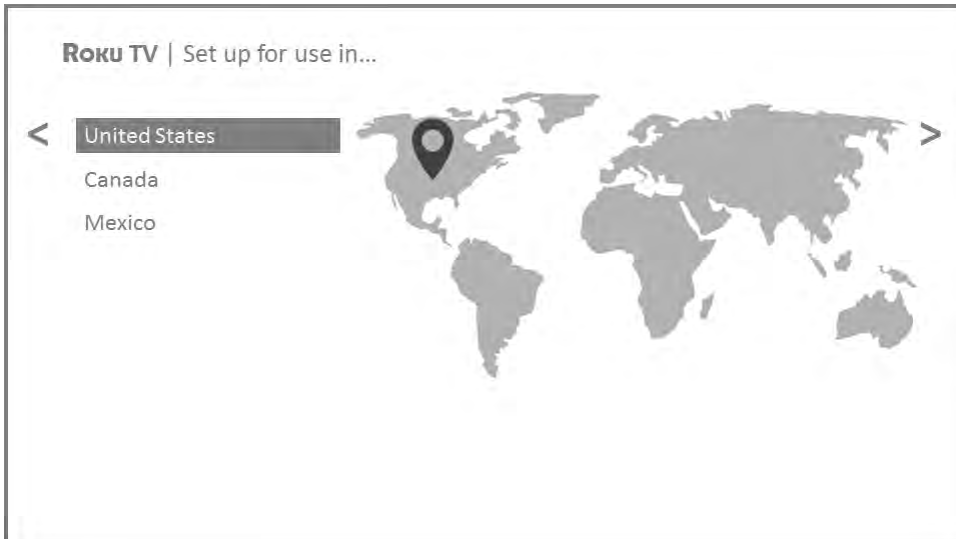 ROKU TV | Set up for use in...
< United States >
Canada
Mexico